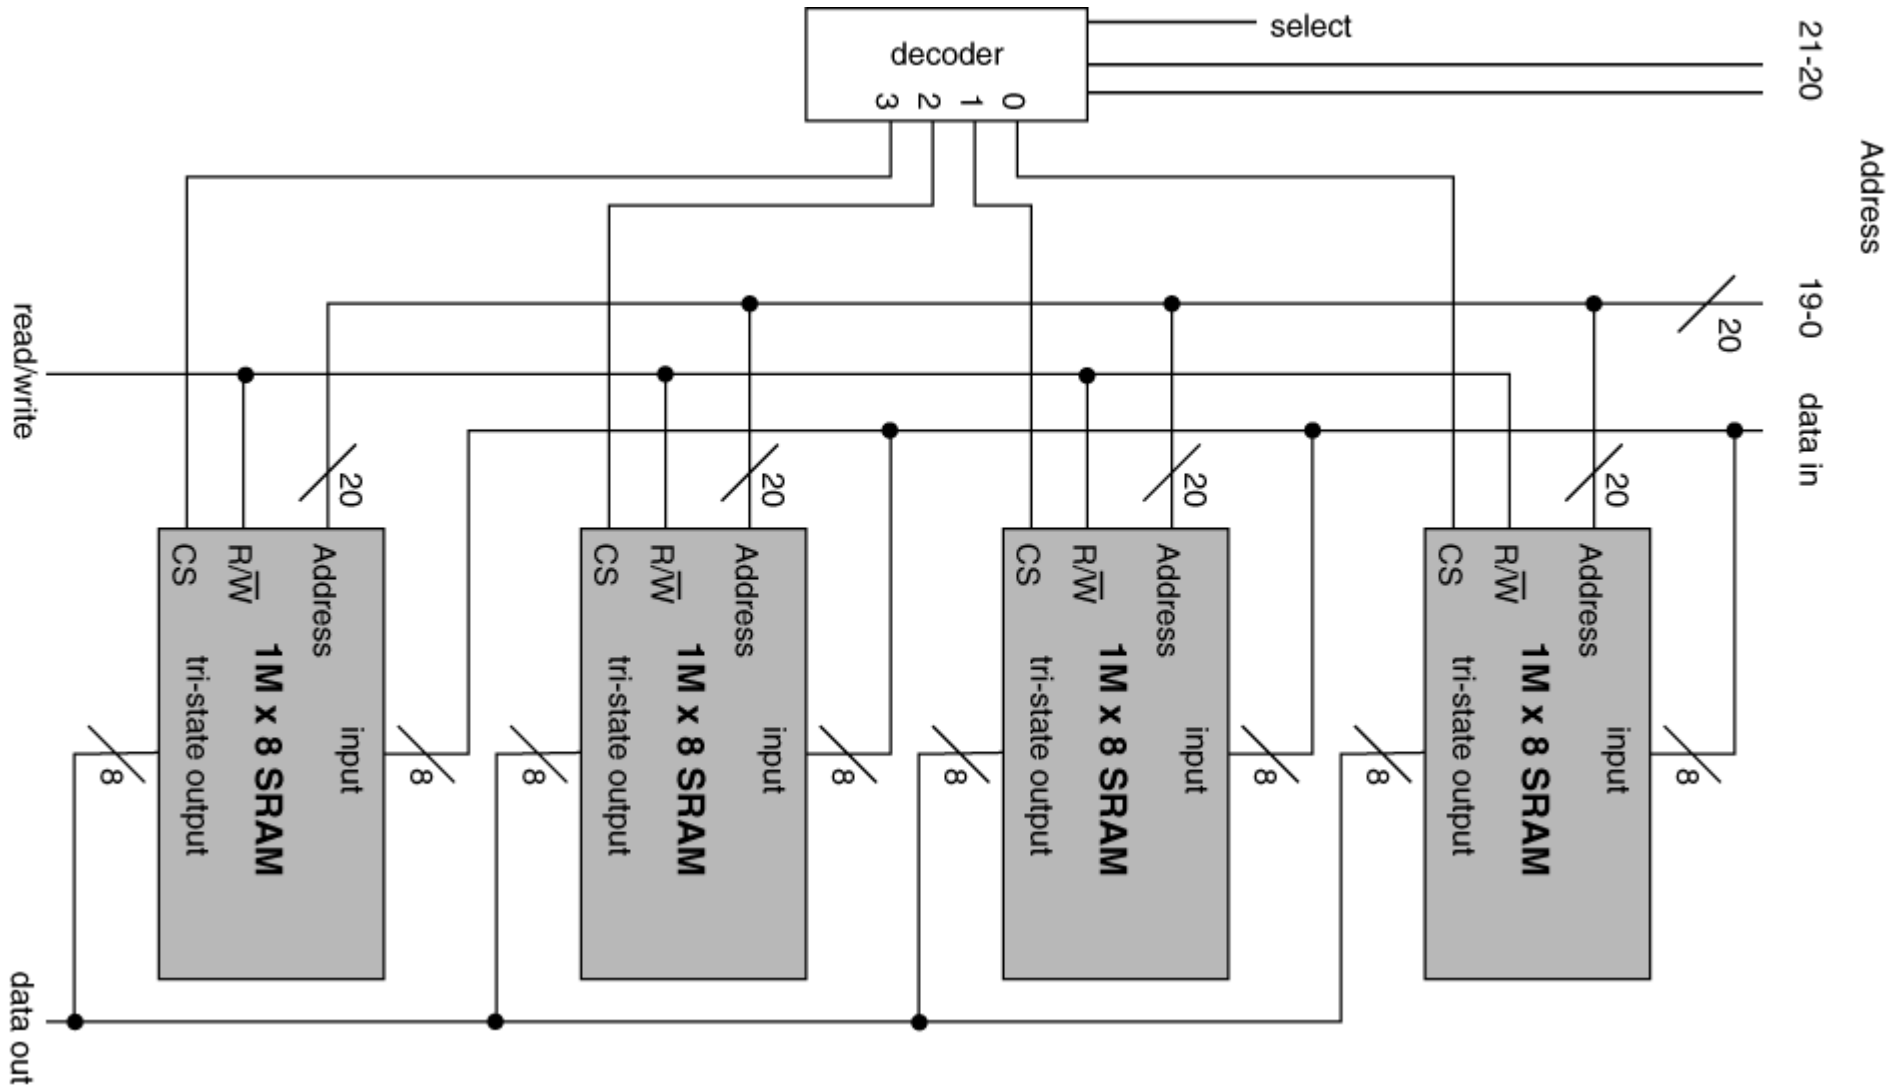 select
21-20
decoder
3 2 1 0
Address
19-0
20
read/write
data in
20
20
20
20
CS
R/W̅
Address
1M x 8 SRAM
tri-state output
input
8
8
CS
R/W̅
Address
1M x 8 SRAM
tri-state output
input
8
8
CS
R/W̅
Address
1M x 8 SRAM
tri-state output
input
8
8
CS
R/W̅
Address
1M x 8 SRAM
tri-state output
input
8
8
data out